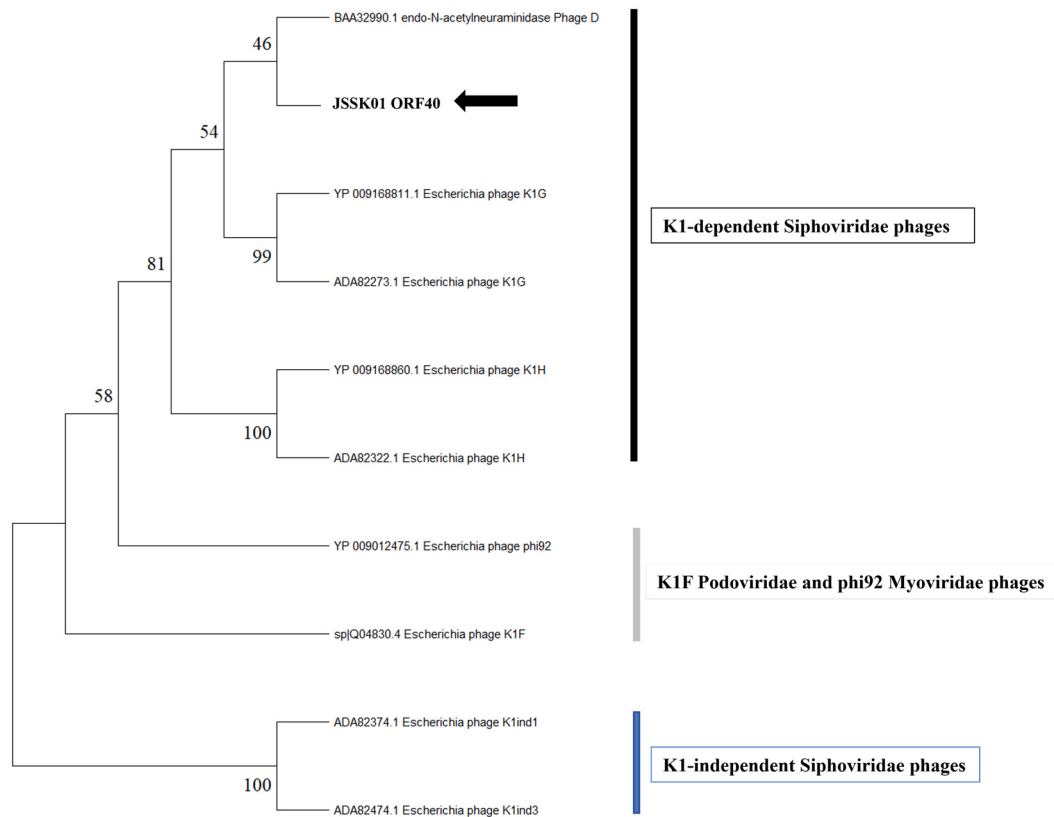 BAA32990.1 endo-N-acetylneuraminidase Phage D
46
JSSK01 ORF40
54
YP 009168811.1 Escherichia phage K1G
K1-dependent Siphoviridae phages
99
81
ADA82273.1 Escherichia phage K1G
YP 009168860.1 Escherichia phage K1H
58
100
ADA82322.1 Escherichia phage K1H
YP 009012475.1 Escherichia phage phi92
K1F Podoviridae and phi92 Myoviridae phages
sp|Q04830.4 Escherichia phage K1F
ADA82374.1 Escherichia phage K1ind1
K1-independent Siphoviridae phages
100
ADA82474.1 Escherichia phage K1ind3